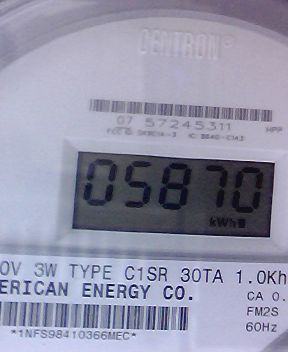 CENTRON®
07 57245311 HPP
05870
kWh
0V 3W TYPE C1SR 30TA 1.0Kh
ERICAN ENERGY CO.
CA 0.
FM2S
*1NFS98410366MEC*
60Hz